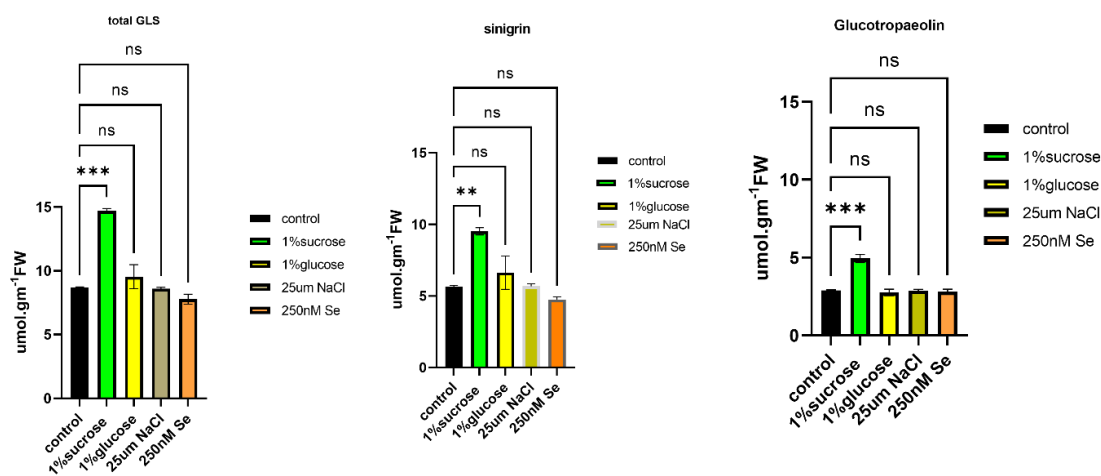 total GLS
ns
ns
ns
***
15
10
5
0
umol.gm⁻¹FW
control
1%sucrose
1%glucose
25um NaCl
250nM Se
control
1%sucrose
1%glucose
25um NaCl
250nM Se
sinigrin
ns
ns
ns
**
15
10
5
0
umol.gm⁻¹FW
control
1%sucrose
1%glucose
25um NaCl
250nM Se
control
1%sucrose
1%glucose
25um NaCl
250nM Se
Glucotropaeolin
ns
ns
ns
***
15
10
5
0
umol.gm⁻¹FW
control
1%sucrose
1%glucose
25um NaCl
250nM Se
control
1%sucrose
1%glucose
25um NaCl
250nM Se